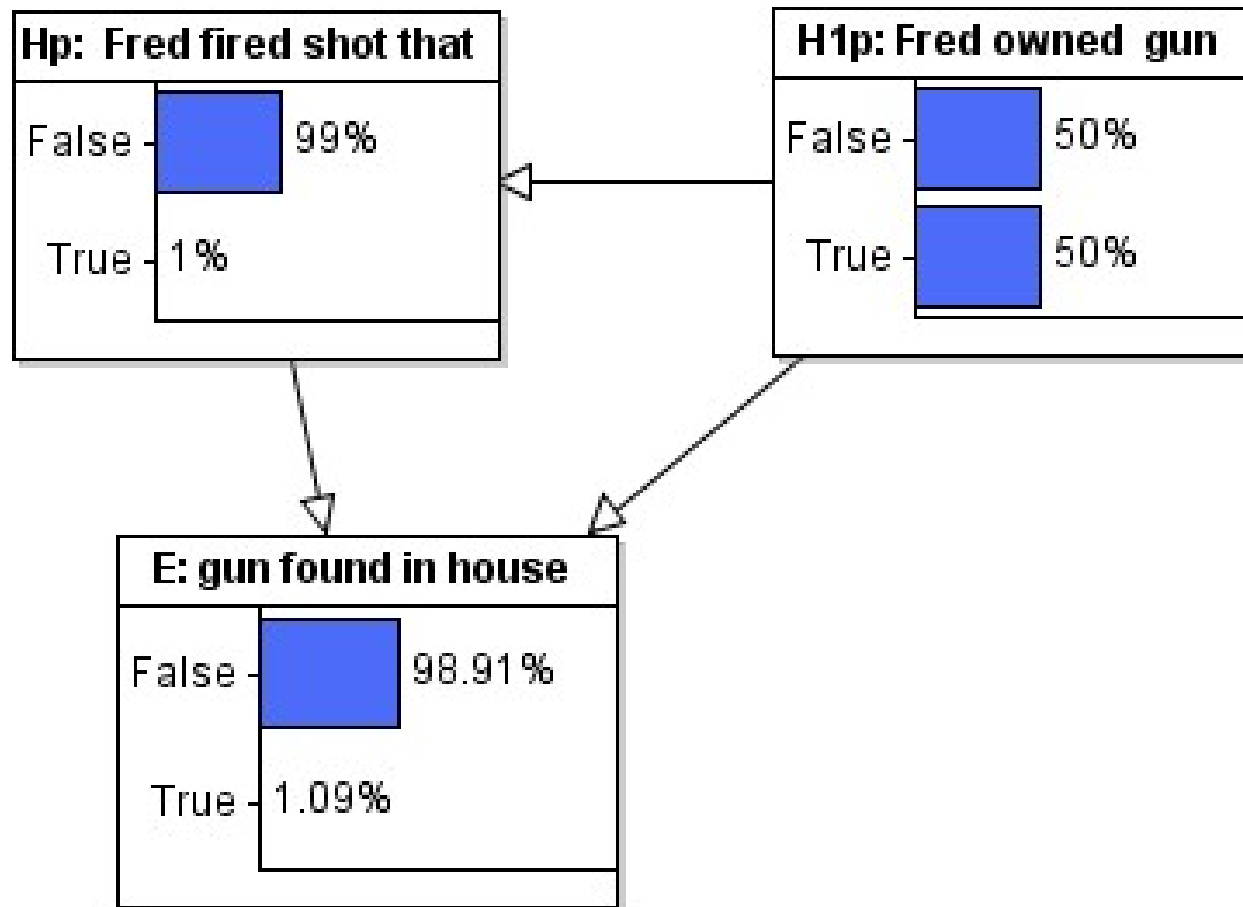 Hp: Fred fired shot that
False 99%
True 1%
H1p: Fred owned gun
False 50%
True 50%
E: gun found in house
False 98.91%
True 1.09%